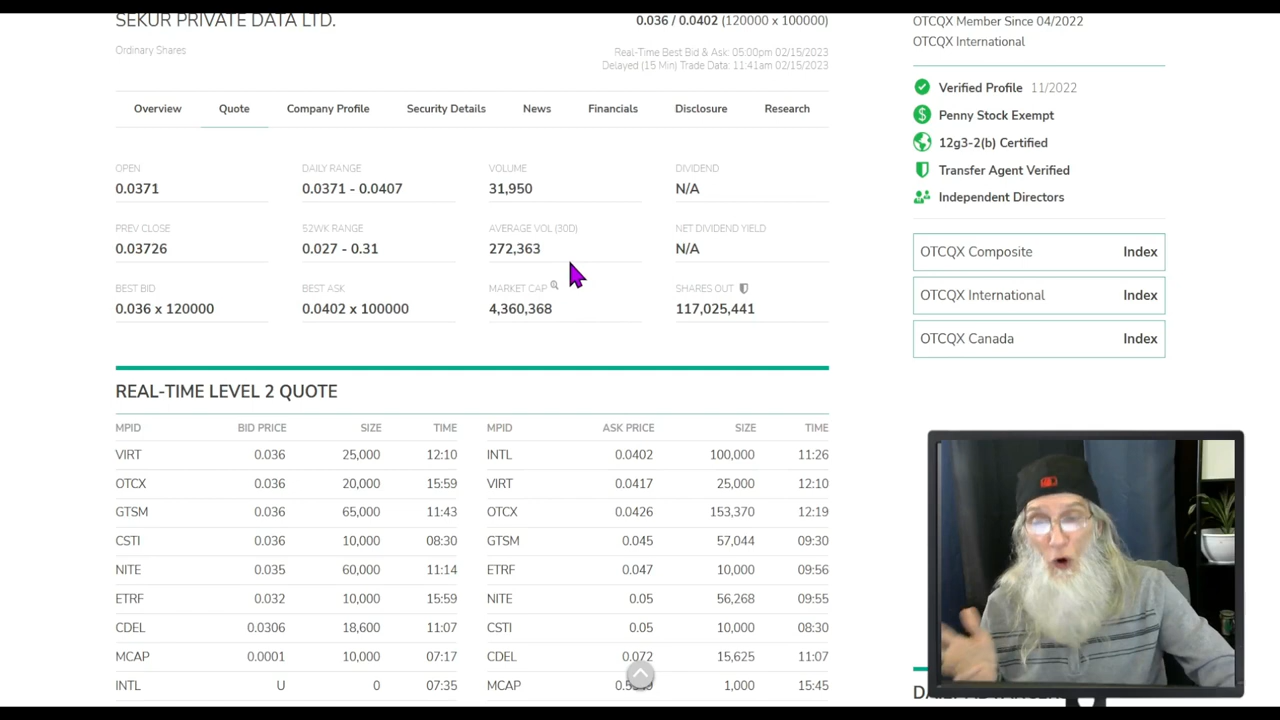 SEKUR PRIVATE DATA LTD.
0.036 / 0.0402 (120000 x 100000)
Ordinary Shares
Real-Time Best Bid & Ask: 05:00pm 02/15/2023
Delayed (15 Min) Trade Data: 11:41am 02/15/2023
Overview Quote Company Profile Security Details News Financials Disclosure Research
OPEN DAILY RANGE VOLUME DIVIDEND
0.0371 0.0371 - 0.0407 31,950 N/A
PREV CLOSE 52WK RANGE AVERAGE VOL (30D) NET DIVIDEND YIELD
0.03726 0.027 - 0.31 272,363 N/A
BEST BID BEST ASK MARKET CAP SHARES OUT
0.036 x 120000 0.0402 x 100000 4,360,368 117,025,441
REAL-TIME LEVEL 2 QUOTE
MPID BID PRICE SIZE TIME MPID ASK PRICE SIZE TIME
VIRT 0.036 25,000 12:10 INTL 0.0402 100,000 11:26
OTCX 0.036 20,000 15:59 VIRT 0.0417 25,000 12:10
GTSM 0.036 65,000 11:43 OTCX 0.0426 153,370 12:19
CSTI 0.036 10,000 08:30 GTSM 0.045 57,044 09:30
NITE 0.035 60,000 11:14 ETRF 0.047 10,000 09:56
ETRF 0.032 10,000 15:59 NITE 0.05 56,268 09:55
CDEL 0.0306 18,600 11:07 CSTI 0.05 10,000 08:30
MCAP 0.0001 10,000 07:17 CDEL 0.072 15,625 11:07
INTL U 0 07:35 MCAP 1,000 15:45
OTCQX Member Since 04/2022
OTCQX International
Verified Profile 11/2022
Penny Stock Exempt
12g3-2(b) Certified
Transfer Agent Verified
Independent Directors
OTCQX Composite Index
OTCQX International Index
OTCQX Canada Index